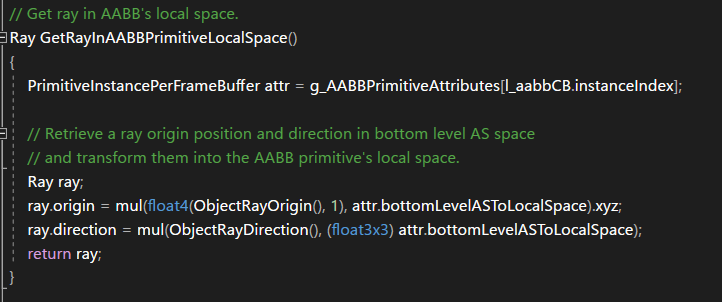 // Get ray in AABB's local space.
Ray GetRayInAABBPrimitiveLocalSpace()
{
PrimitiveInstancePerFrameBuffer attr = g_AABBPrimitiveAttributes[l_aabbCB.instanceIndex];
// Retrieve a ray origin position and direction in bottom level AS space
// and transform them into the AABB primitive's local space.
Ray ray;
ray.origin = mul(float4(ObjectRayOrigin(), 1), attr.bottomLevelASToLocalSpace).xyz;
ray.direction = mul(ObjectRayDirection(), (float3x3) attr.bottomLevelASToLocalSpace);
return ray;
}